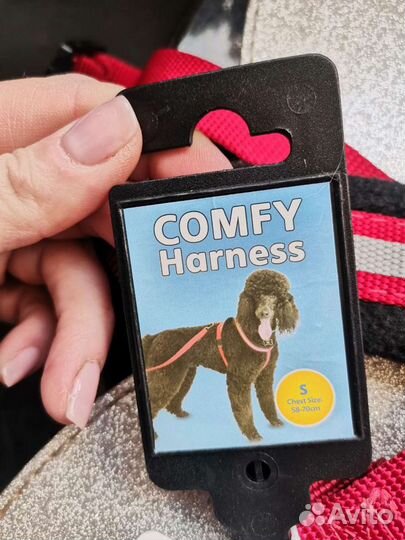 COMFY
Harness
S
Chest Size:
58-70cm
Avito